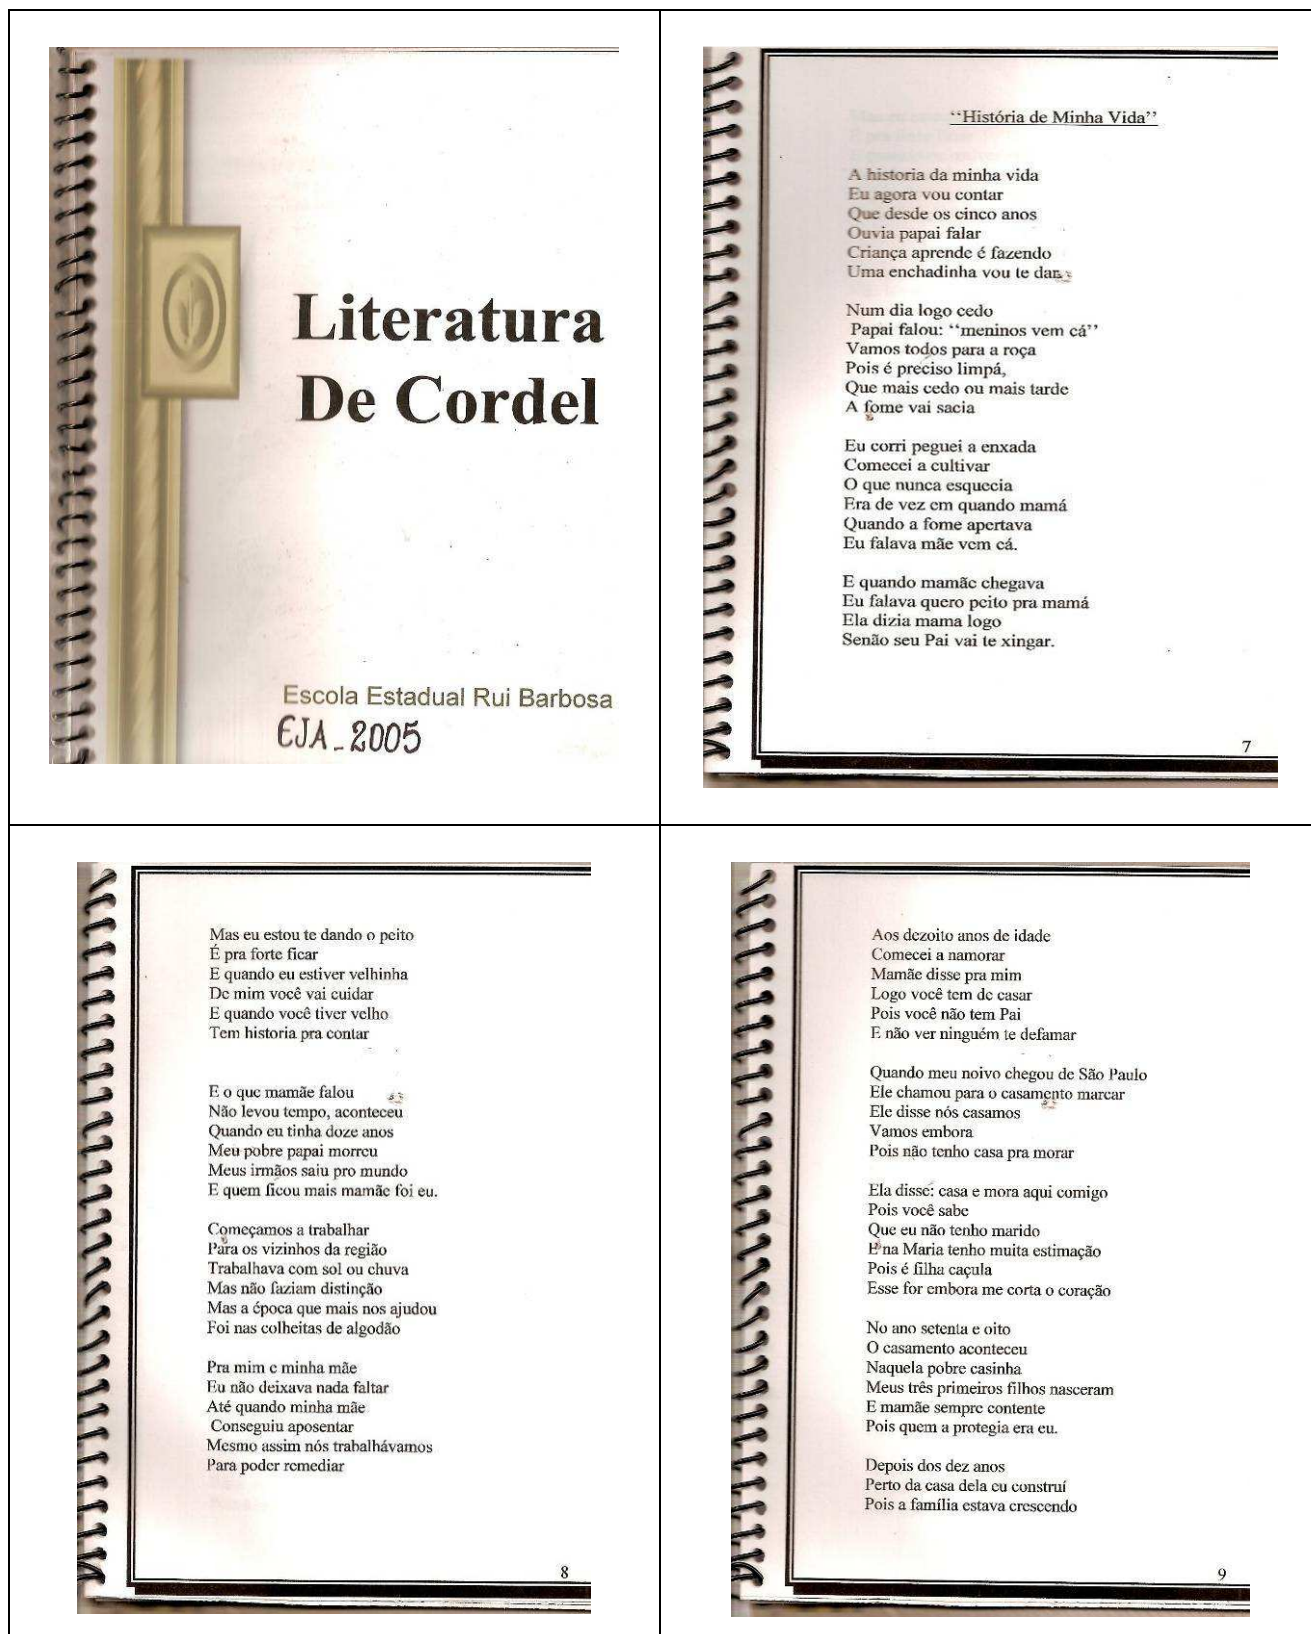 Literatura
De Cordel
Escola Estadual Rui Barbosa
EJA - 2005
‘‘História de Minha Vida’’
A historia da minha vida
Eu agora vou contar
Que desde os cinco anos
Ouvia papai falar
Criança aprende é fazendo
Uma enchadinha vou te dar
Num dia logo cedo
Papai falou: ‘‘meninos vem cá’’
Vamos todos para a roça
Pois é preciso limpá,
Que mais cedo ou mais tarde
A fome vai sacia
Eu corri peguei a enxada
Comecei a cultivar
O que nunca esquecia
Era de vez em quando mamá
Quando a fome apertava
Eu falava mãe vem cá.
E quando mamãe chegava
Eu falava quero peito pra mamá
Ela dizia mama logo
Senão seu Pai vai te xingar.
7
Mas eu estou te dando o peito
É pra forte ficar
E quando eu estiver velhinha
De mim você vai cuidar
E quando você tiver velho
Tem historia pra contar
E o que mamãe falou
Não levou tempo, aconteceu
Quando eu tinha doze anos
Meu pobre papai morreu
Meus irmãos saiu pro mundo
E quem ficou mais mamãe foi eu.
Começamos a trabalhar
Para os vizinhos da região
Trabalhava com sol ou chuva
Mas não faziam distinção
Mas a época que mais nos ajudou
Foi nas colheitas de algodão
Pra mim e minha mãe
Eu não deixava nada faltar
Até quando minha mãe
Conseguiu aposentar
Mesmo assim nós trabalhávamos
Para poder remediar
8
Aos dezoito anos de idade
Comecei a namorar
Mamãe disse pra mim
Logo você tem de casar
Pois você não tem Pai
E não ver ninguém te defamar
Quando meu noivo chegou de São Paulo
Ele chamou para o casamento marcar
Ele disse nós casamos
Vamos embora
Pois não tenho casa pra morar
Ela disse: casa e mora aqui comigo
Pois você sabe
Que eu não tenho marido
E na Maria tenho muita estimação
Pois é filha caçula
Esse for embora me corta o coração
No ano setenta e oito
O casamento aconteceu
Naquela pobre casinha
Meus três primeiros filhos nasceram
E mamãe sempre contente
Pois quem a protegia era eu.
Depois dos dez anos
Perto da casa dela eu construí
Pois a família estava crescendo
9